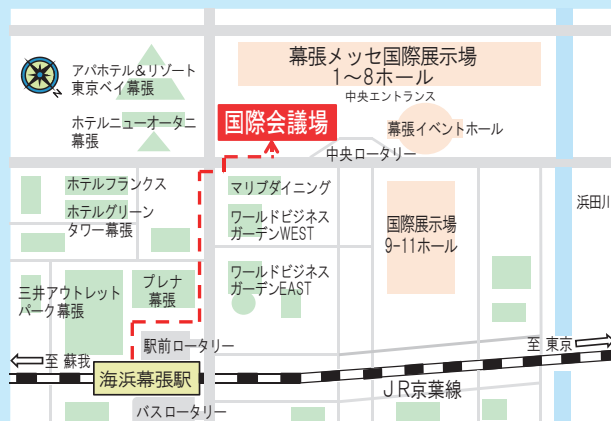 幕張メッセ国際展示場
1～8ホール
中央エントランス
アパホテル&リゾート
東京ベイ幕張
N
ホテルニューオータニ
幕張
国際会議場
幕張イベントホール
中央ロータリー
ホテルフランクス
ホテルグリーン
タワー幕張
マリブダイニング
ワールドビジネス
ガーデンWEST
国際展示場
9-11ホール
浜田川
ワールドビジネス
ガーデンEAST
三井アウトレット
パーク幕張
プレナ
幕張
駅前ロータリー
至 東京
至 蘇我
海浜幕張駅
JR京葉線
バスロータリー